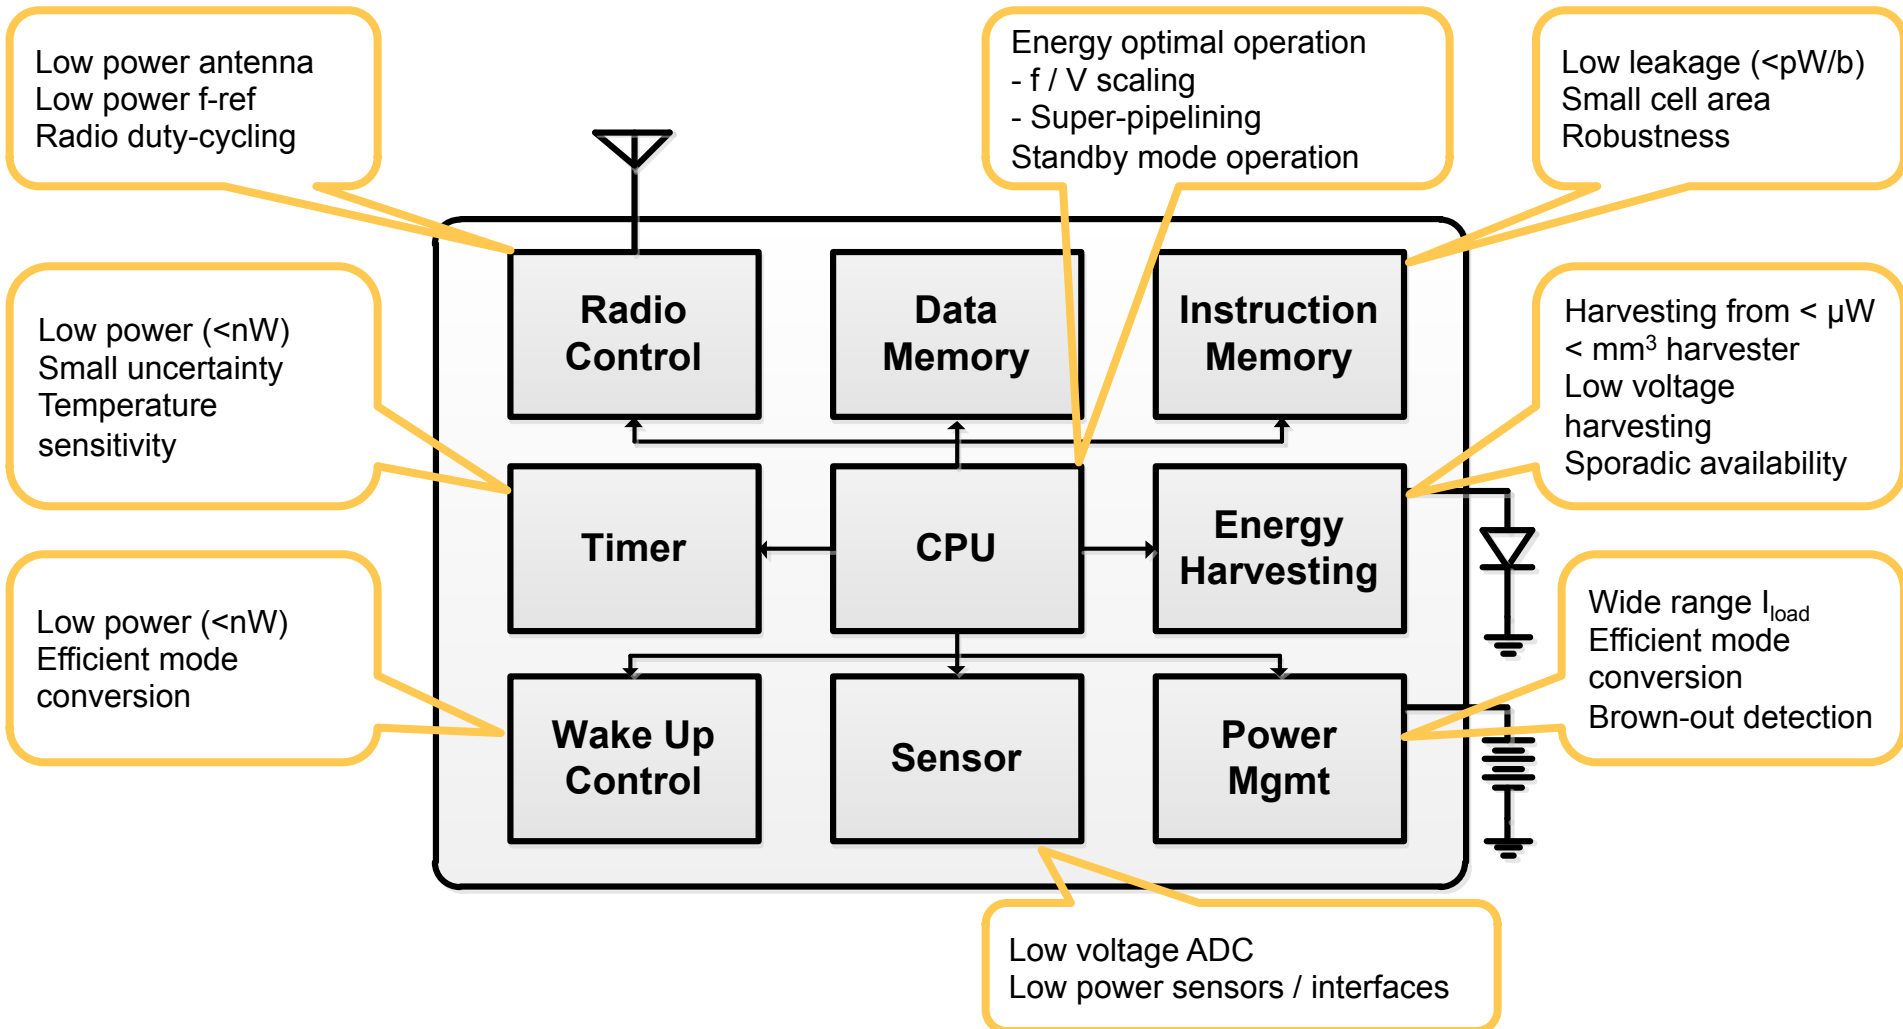 Low power antenna
Low power f-ref
Radio duty-cycling
Energy optimal operation
- f / V scaling
- Super-pipelining
Standby mode operation
Low leakage (<pW/b)
Small cell area
Robustness
Radio
Control
Data
Memory
Instruction
Memory
Low power (<nW)
Small uncertainty
Temperature
sensitivity
Harvesting from < µW
< mm³ harvester
Low voltage
harvesting
Sporadic availability
Timer
CPU
Energy
Harvesting
Low power (<nW)
Efficient mode
conversion
Wide range Iload
Efficient mode
conversion
Brown-out detection
Wake Up
Control
Sensor
Power
Mgmt
Low voltage ADC
Low power sensors / interfaces